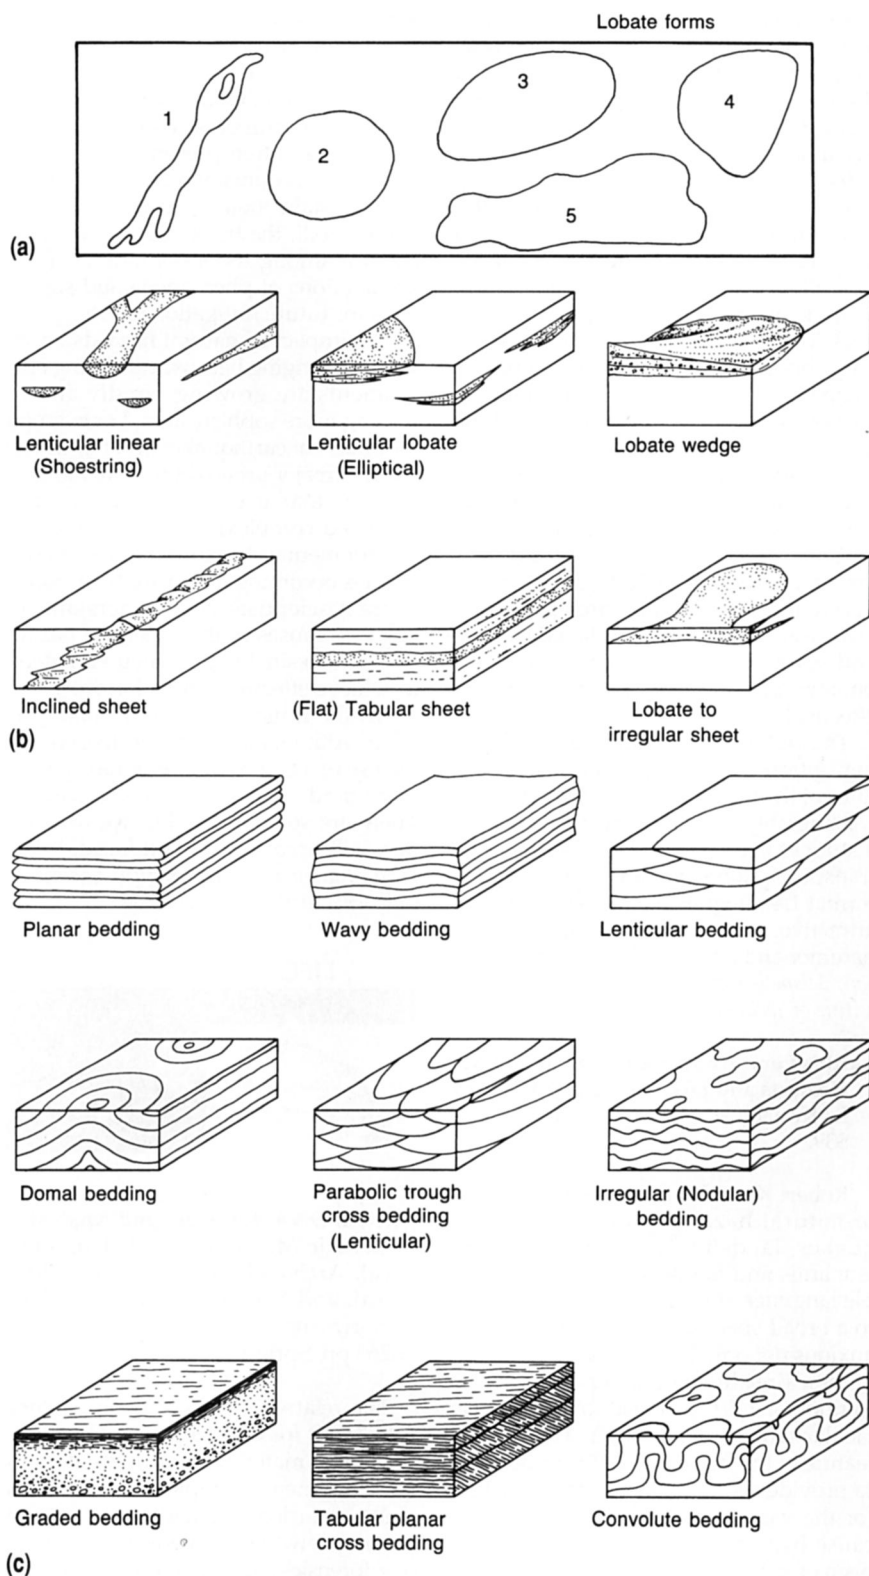 Lobate forms
1
2
3
4
5
(a)
Lenticular linear
(Shoestring)
Lenticular lobate
(Elliptical)
Lobate wedge
Inclined sheet
(Flat) Tabular sheet
Lobate to
irregular sheet
(b)
Planar bedding
Wavy bedding
Lenticular bedding
Domal bedding
Parabolic trough
cross bedding
(Lenticular)
Irregular (Nodular)
bedding
Graded bedding
Tabular planar
cross bedding
Convolute bedding
(c)